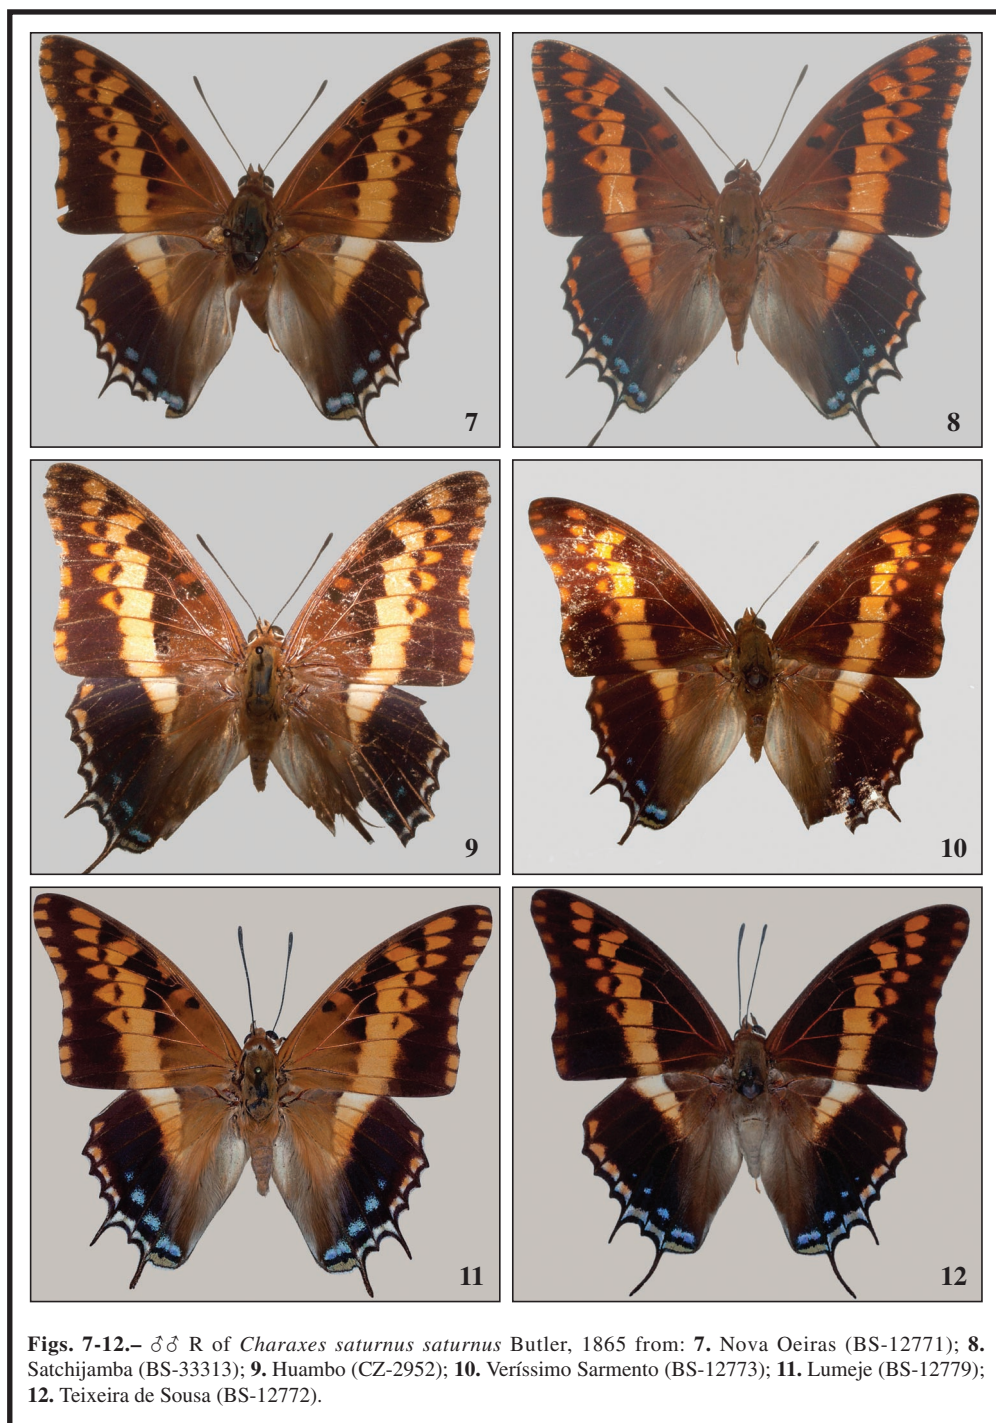 7
8
9
10
11
12
Figs. 7-12.– ♂♂ R of Charaxes saturnus saturnus Butler, 1865 from: 7. Nova Oeiras (BS-12771); 8.
Satchijamba (BS-33313); 9. Huambo (CZ-2952); 10. Veríssimo Sarmento (BS-12773); 11. Lumeje (BS-12779);
12. Teixeira de Sousa (BS-12772).